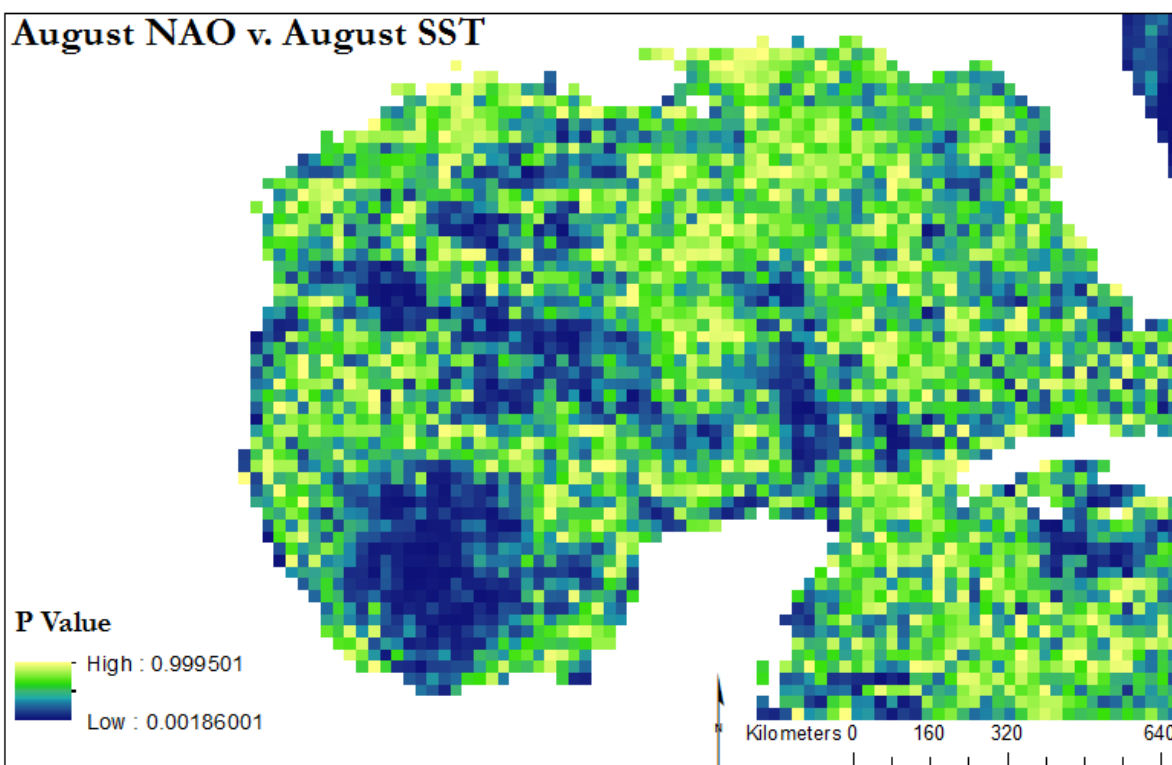 August NAO v. August SST
P Value
High : 0.999501
Low : 0.00186001
N
Kilometers 0 160 320 640